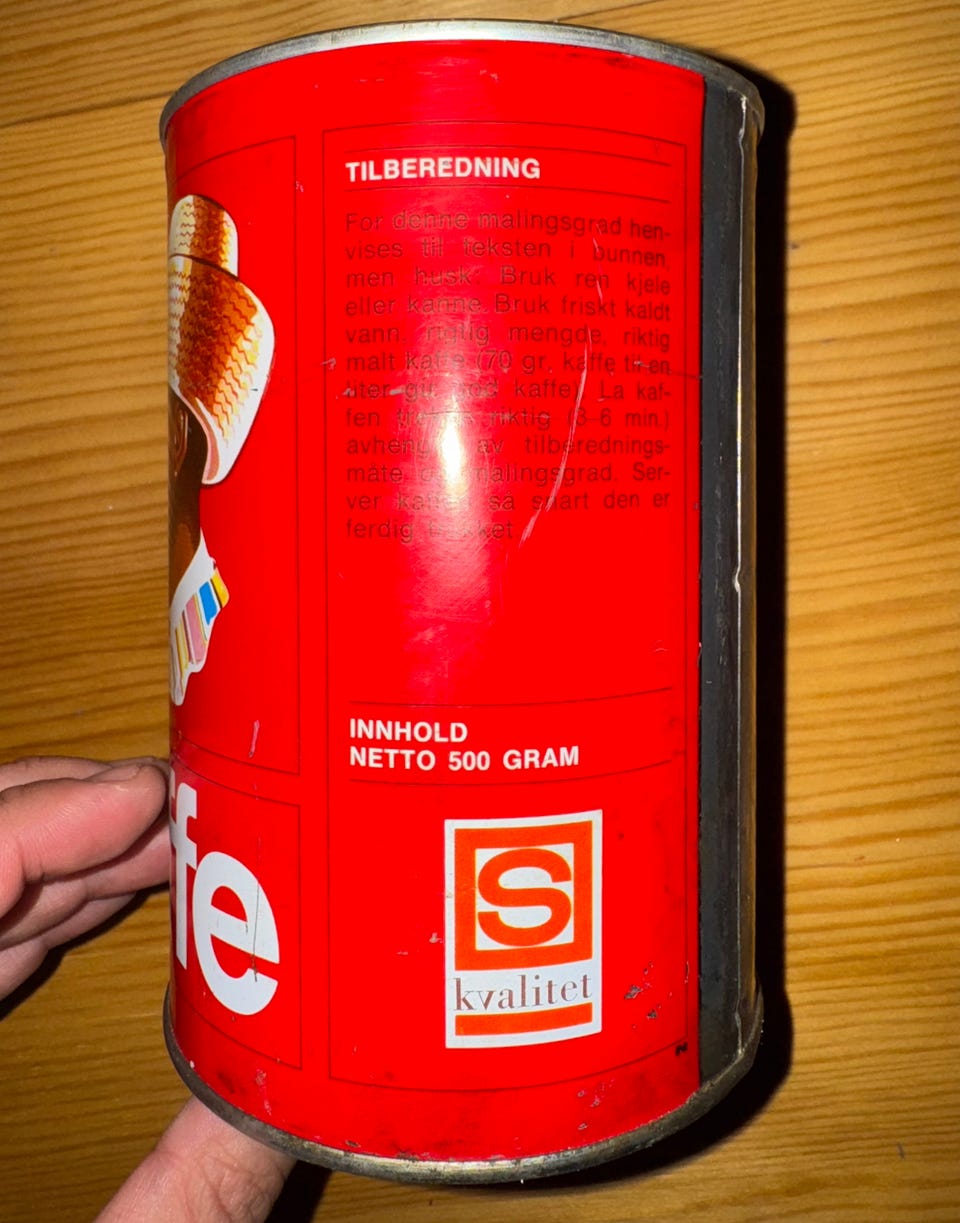 TILBEREDNING
For denne malingsgrad hen-
vises til teksten i bunnen,
men husk: Bruk ren kjele
eller kanne. Bruk friskt kaldt
vann, riglig mengde, riktig
malt kaffe (70 gr. kaffe til en
liter gir god kaffe). La kaf-
fen trekke riktig (3-6 min.)
avhengig av tilberednings-
måte og malingsgrad. Ser-
ver kaffen så snart den er
ferdig trukket.
INNHOLD
NETTO 500 GRAM
ffe
S
kvalitet